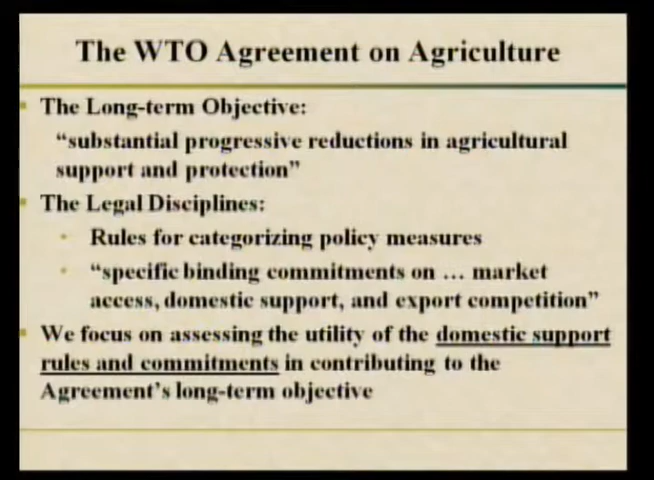 The WTO Agreement on Agriculture
The Long-term Objective:
“substantial progressive reductions in agricultural
support and protection”
The Legal Disciplines:
Rules for categorizing policy measures
“specific binding commitments on … market
access, domestic support, and export competition”
We focus on assessing the utility of the domestic support
rules and commitments in contributing to the
Agreement’s long-term objective